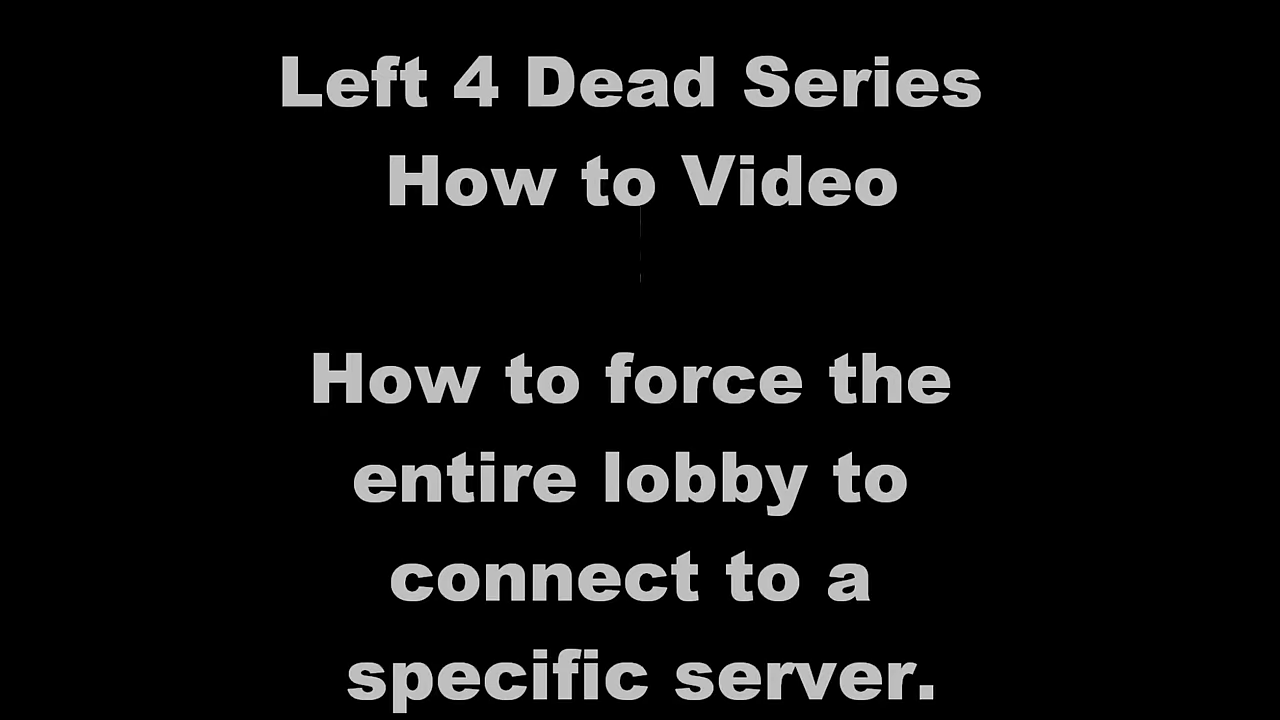 Left 4 Dead Series
How to Video
How to force the
entire lobby to
connect to a
specific server.